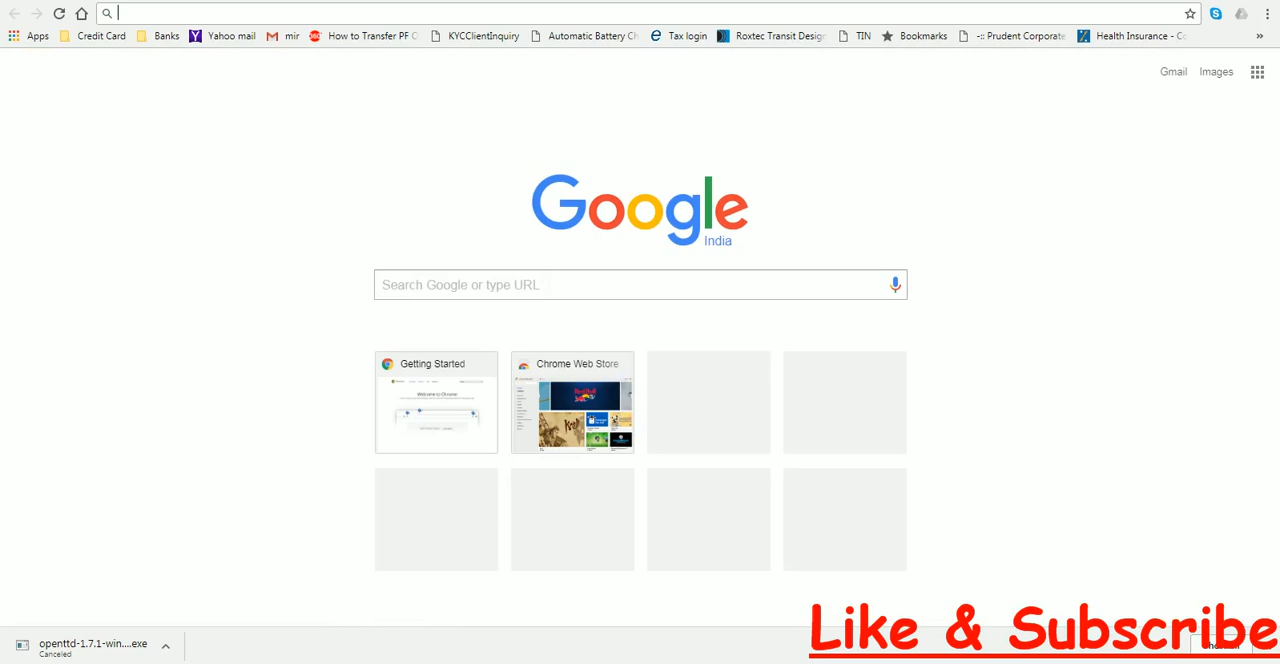 Apps Credit Card Banks Yahoo mail mir How to Transfer PF KYCClientInquiry Automatic Battery Ch Tax login Roxtec Transit Desig TIN Bookmarks -:: Prudent Corporate Health Insurance - Co »
Gmail Images
Google
India
Search Google or type URL
Getting Started Chrome Web Store
Like & Subscribe
openttd-1.7.1-win....exe
Canceled